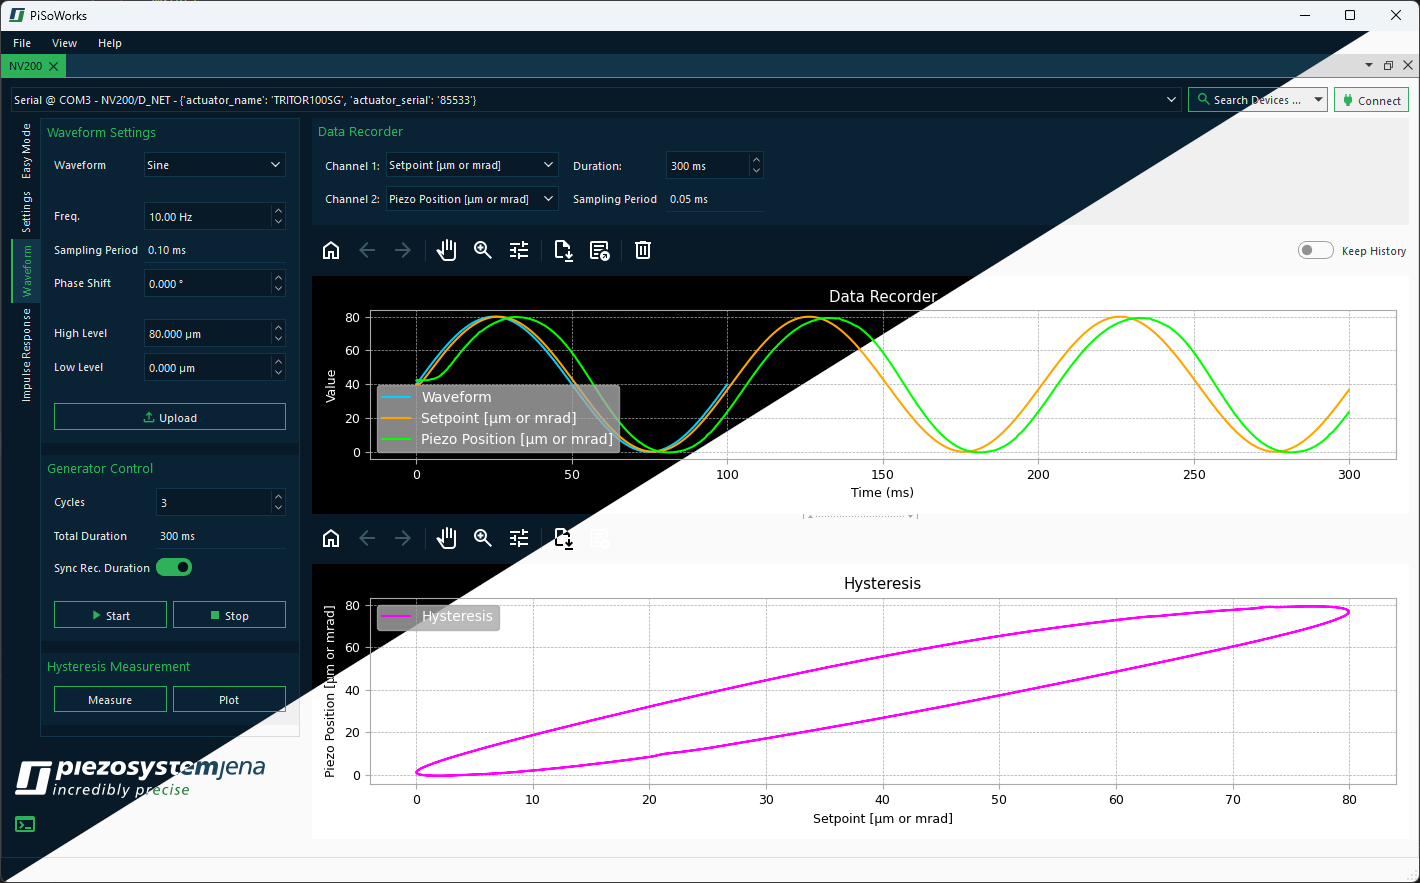 PiSoWorks
File View Help
NV200
Serial @ COM3 - NV200/D_NET - {'actuator_name': 'TRITOR100SG', 'actuator_serial': '85533'}
Search Devices ...
Connect
Easy Mode
Settings
Waveform
Impulse Response
Waveform Settings
Waveform Sine
Freq. 10.00 Hz
Sampling Period 0.10 ms
Phase Shift 0.000 °
High Level 80.000 µm
Low Level 0.000 µm
Upload
Generator Control
Cycles 3
Total Duration 300 ms
Sync Rec. Duration
Start Stop
Hysteresis Measurement
Measure Plot
piezosystemjena
incredibly precise
Data Recorder
Channel 1: Setpoint [µm or mrad] Duration: 300 ms
Channel 2: Piezo Position [µm or mrad] Sampling Period 0.05 ms
Keep History
Data Recorder
Value
80
60
40
20
0
Waveform
Setpoint [µm or mrad]
Piezo Position [µm or mrad]
0 50 100 150 200 250 300
Time (ms)
Hysteresis
Piezo Position [µm or mrad]
80
60
40
20
0
Hysteresis
0 10 20 30 40 50 60 70 80
Setpoint [µm or mrad]